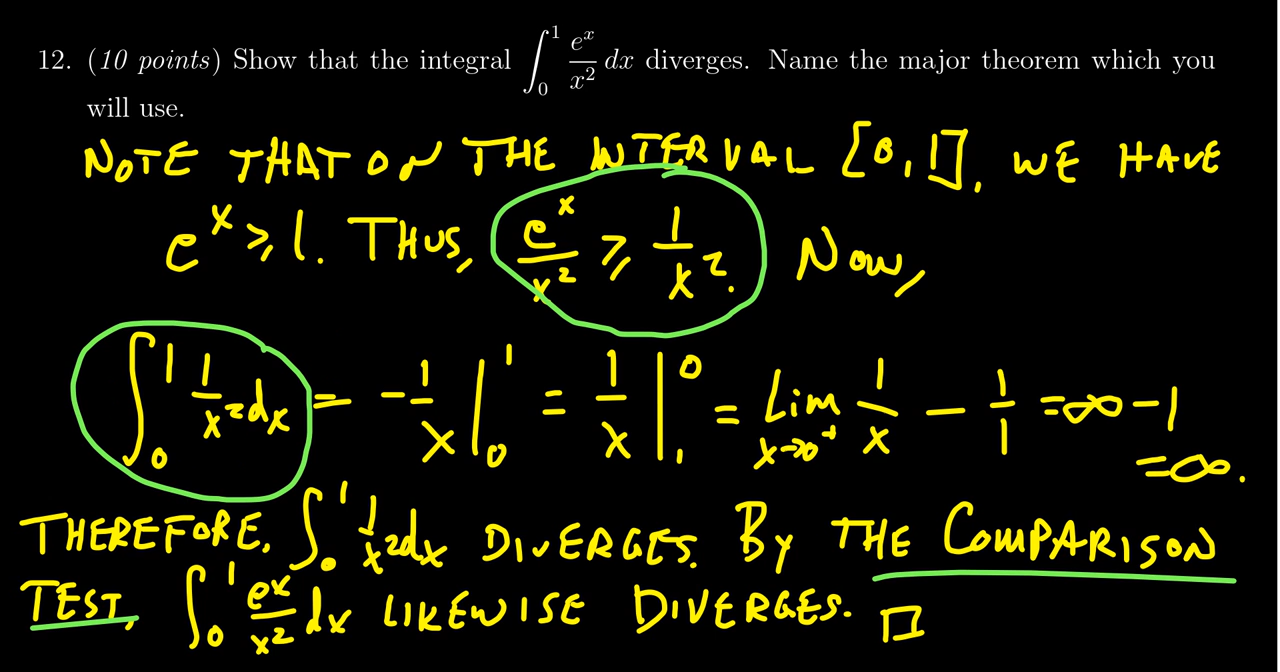 12. (10 points) Show that the integral ∫₀¹ eˣ/x² dx diverges. Name the major theorem which you
will use.
NOTE THAT ON THE INTERVAL [0,1], WE HAVE
eˣ ≥ 1. THUS, eˣ/x² ≥ 1/x². NOW,
∫₀¹ 1/x² dx = -1/x |₀¹ = 1/x |₁⁰ = Lim x→0⁺ 1/x - 1/1 = ∞ - 1
= ∞.
THEREFORE, ∫₀¹ 1/x² dx DIVERGES. BY THE COMPARISON
TEST, ∫₀¹ eˣ/x² dx LIKEWISE DIVERGES. □